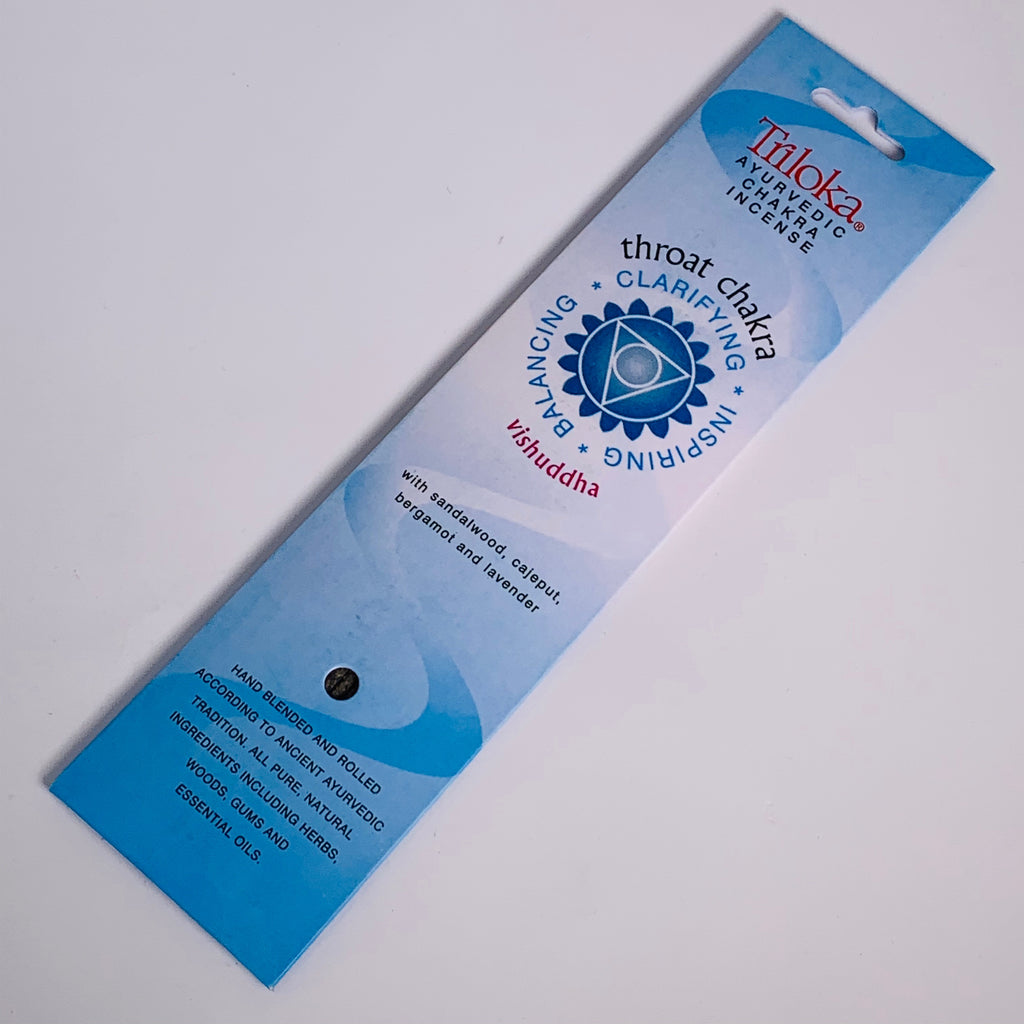 Triloka®
AYURVEDIC
CHAKRA
INCENSE
throat chakra
* CLARIFYING * INSPIRING * BALANCING
vishuddha
with sandalwood, cajeput,
bergamot and lavender
HAND BLENDED AND ROLLED
ACCORDING TO ANCIENT AYURVEDIC
TRADITION. ALL PURE, NATURAL
INGREDIENTS INCLUDING HERBS,
WOODS, GUMS AND
ESSENTIAL OILS.